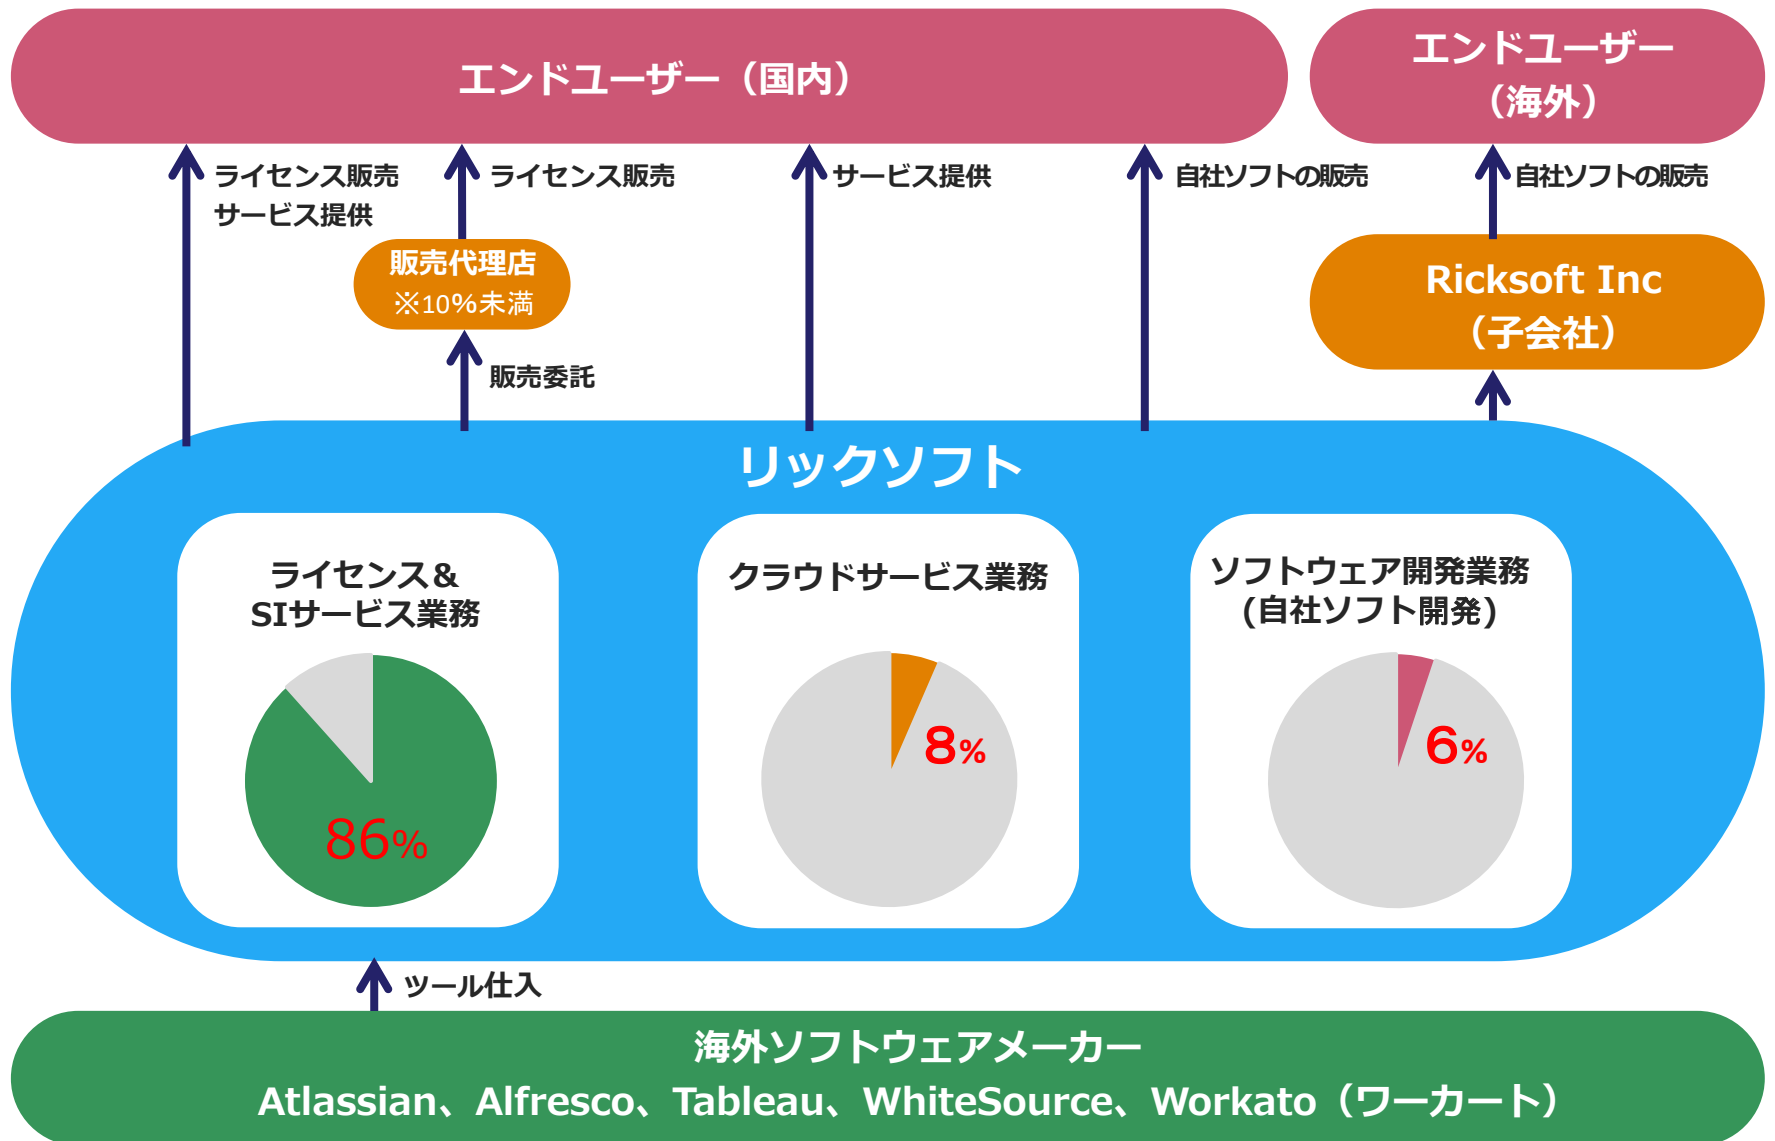 エンドユーザー（国内）
エンドユーザー
（海外）
ライセンス販売
サービス提供
ライセンス販売
サービス提供
自社ソフトの販売
自社ソフトの販売
販売代理店
※10％未満
Ricksoft Inc
（子会社）
販売委託
リックソフト
ライセンス＆
SIサービス業務
86%
クラウドサービス業務
8%
ソフトウェア開発業務
(自社ソフト開発)
6%
ツール仕入
海外ソフトウェアメーカー
Atlassian、Alfresco、Tableau、WhiteSource、Workato（ワーカート）